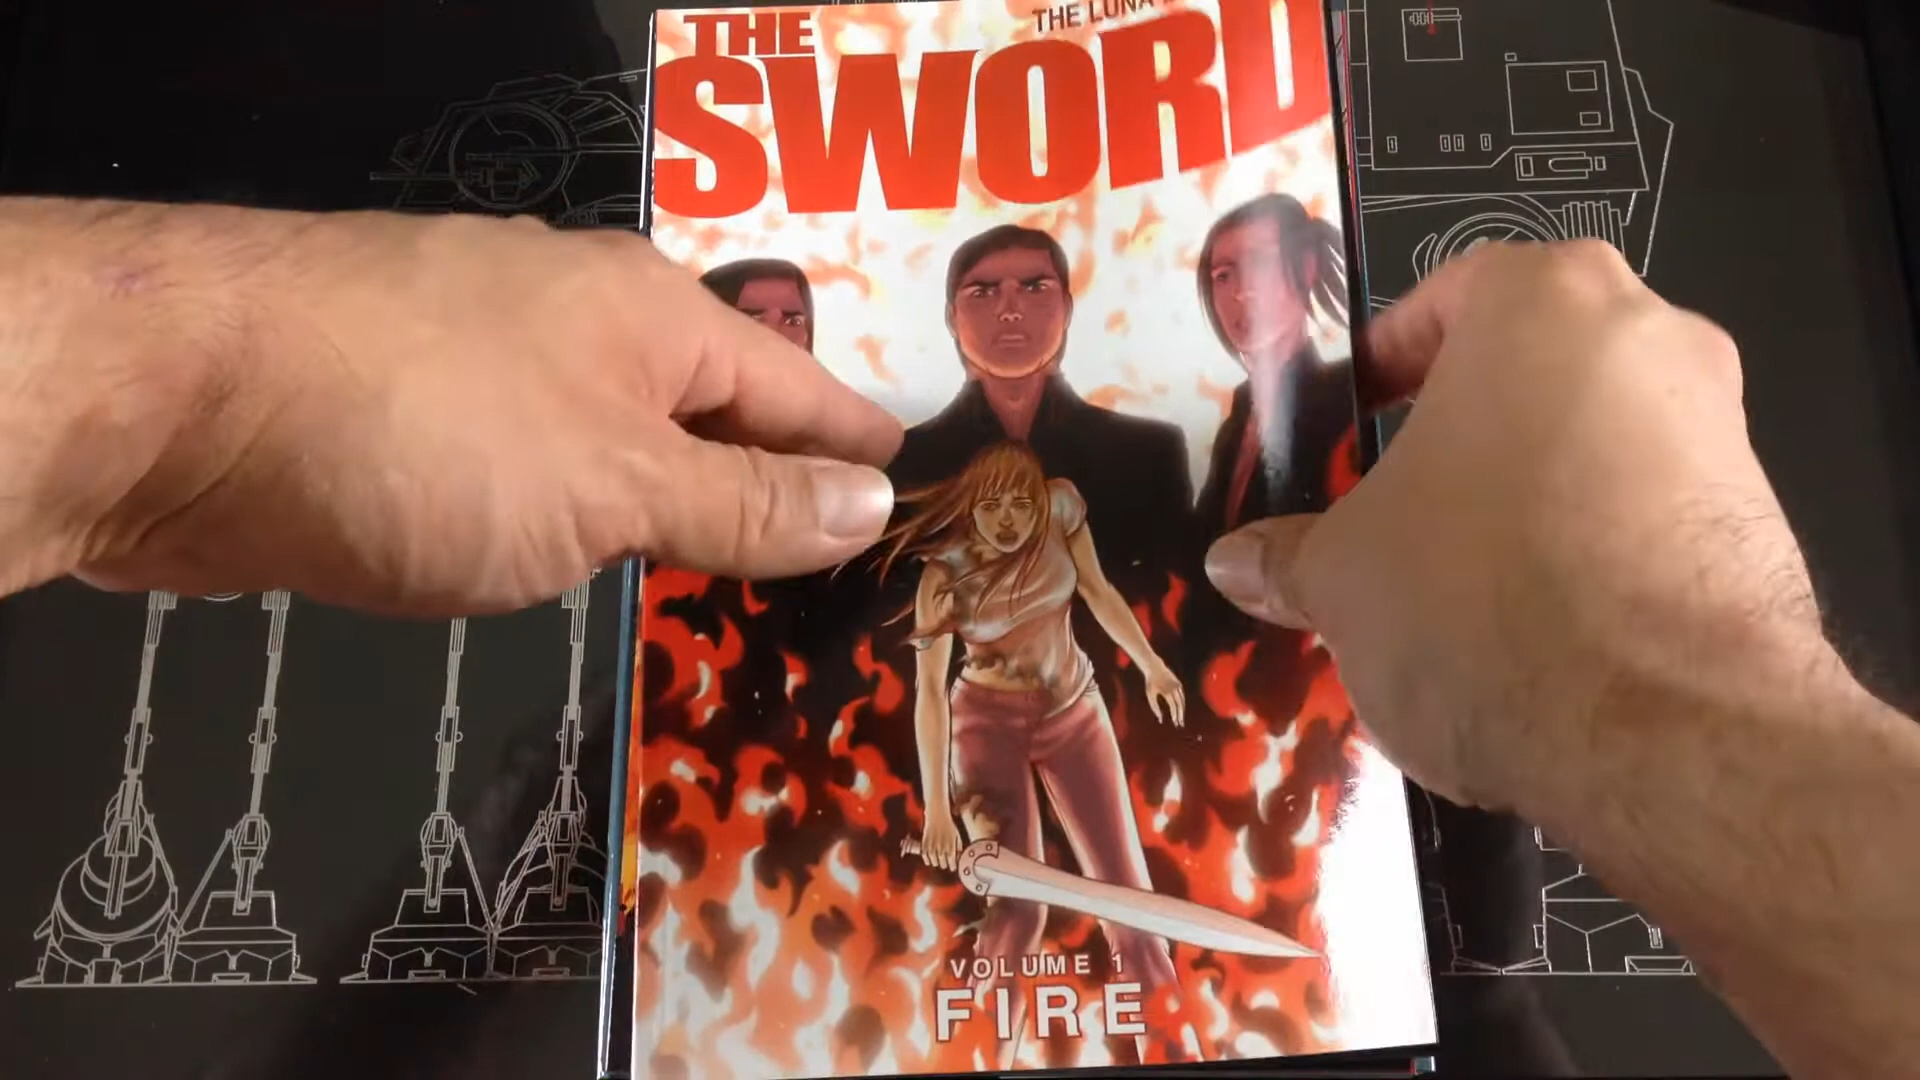 THE LUNA
THE
SWORD
VOLUME 1
FIRE